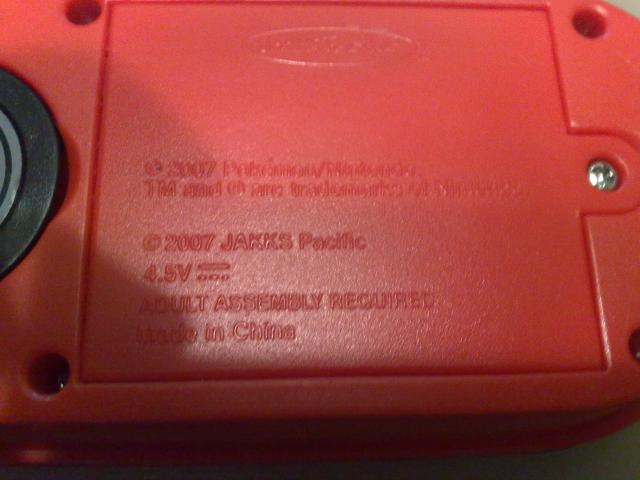 © 2007 Pokémon/Nintendo.
TM and ® are trademarks of Nintendo.
© 2007 JAKKS Pacific
4.5V
ADULT ASSEMBLY REQUIRED
Made in China